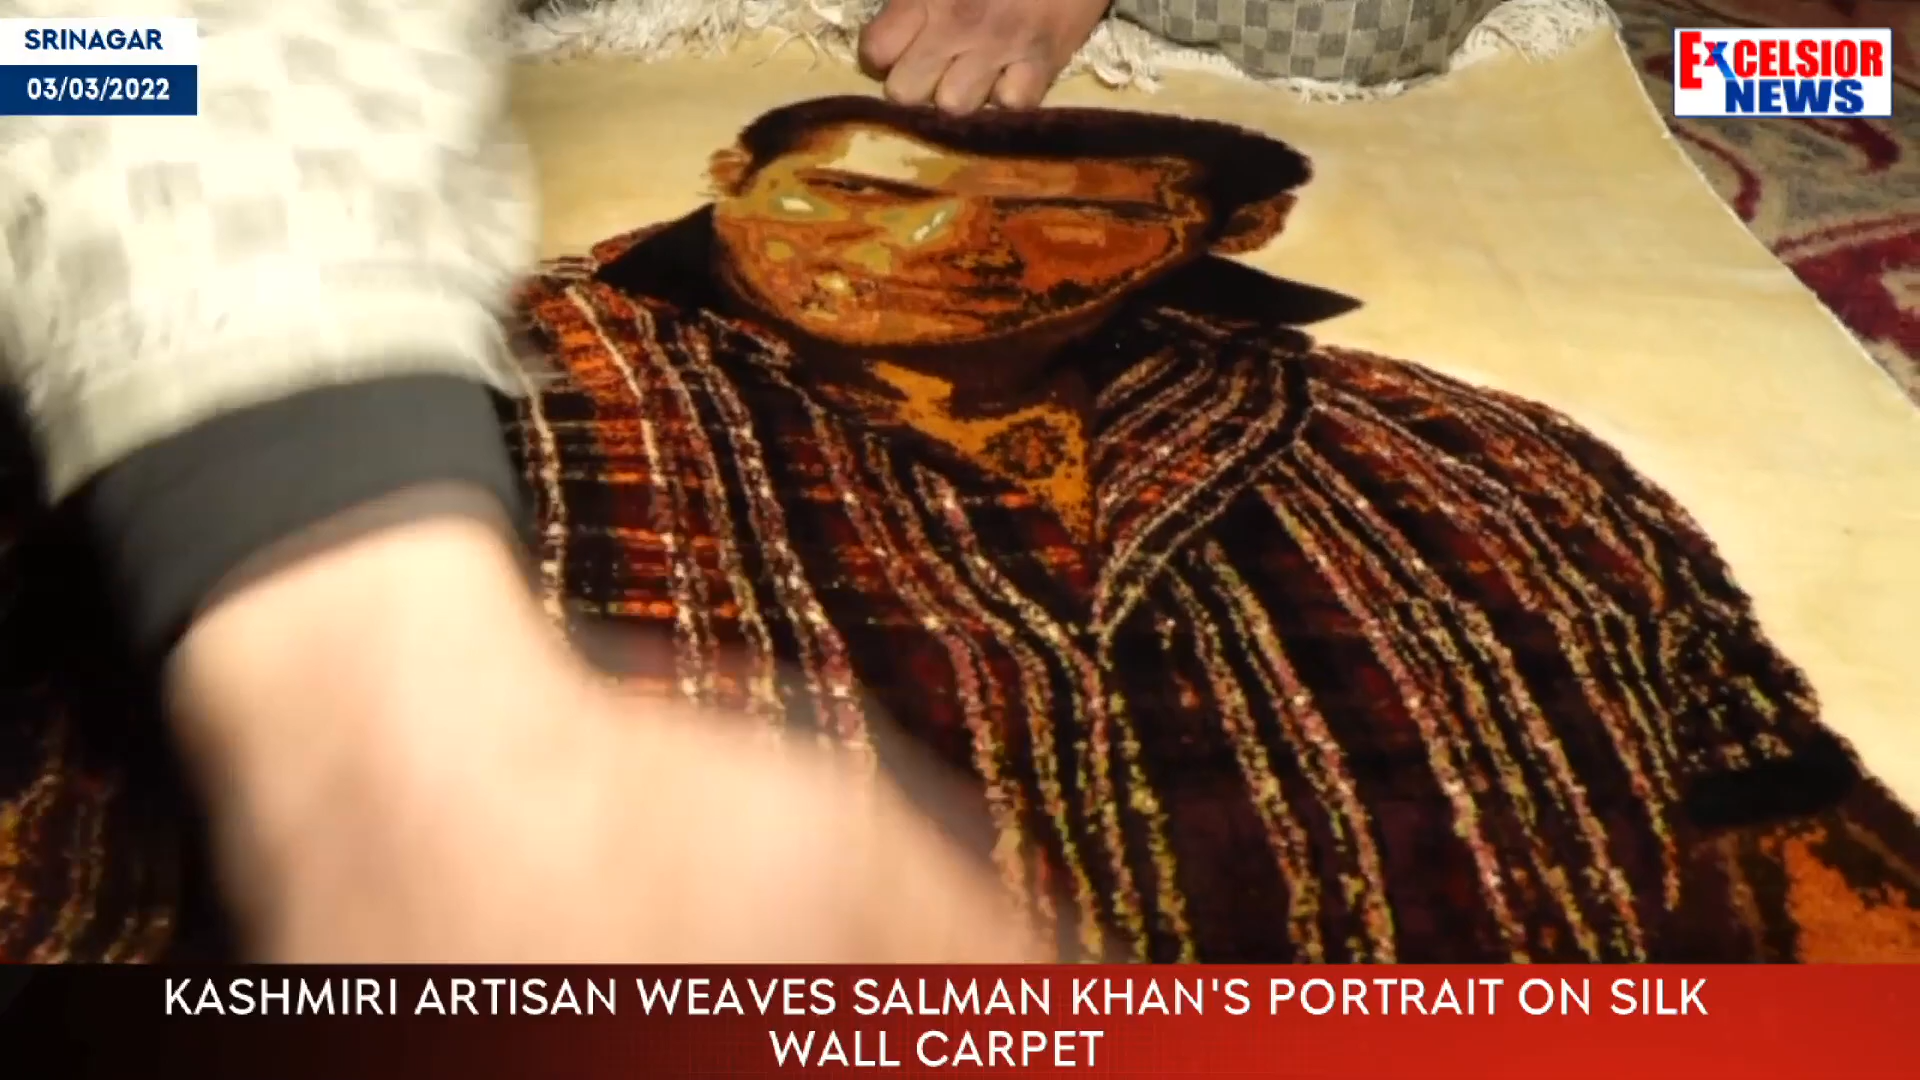 SRINAGAR
03/03/2022
EXCELSIOR
NEWS
KASHMIRI ARTISAN WEAVES SALMAN KHAN'S PORTRAIT ON SILK
WALL CARPET